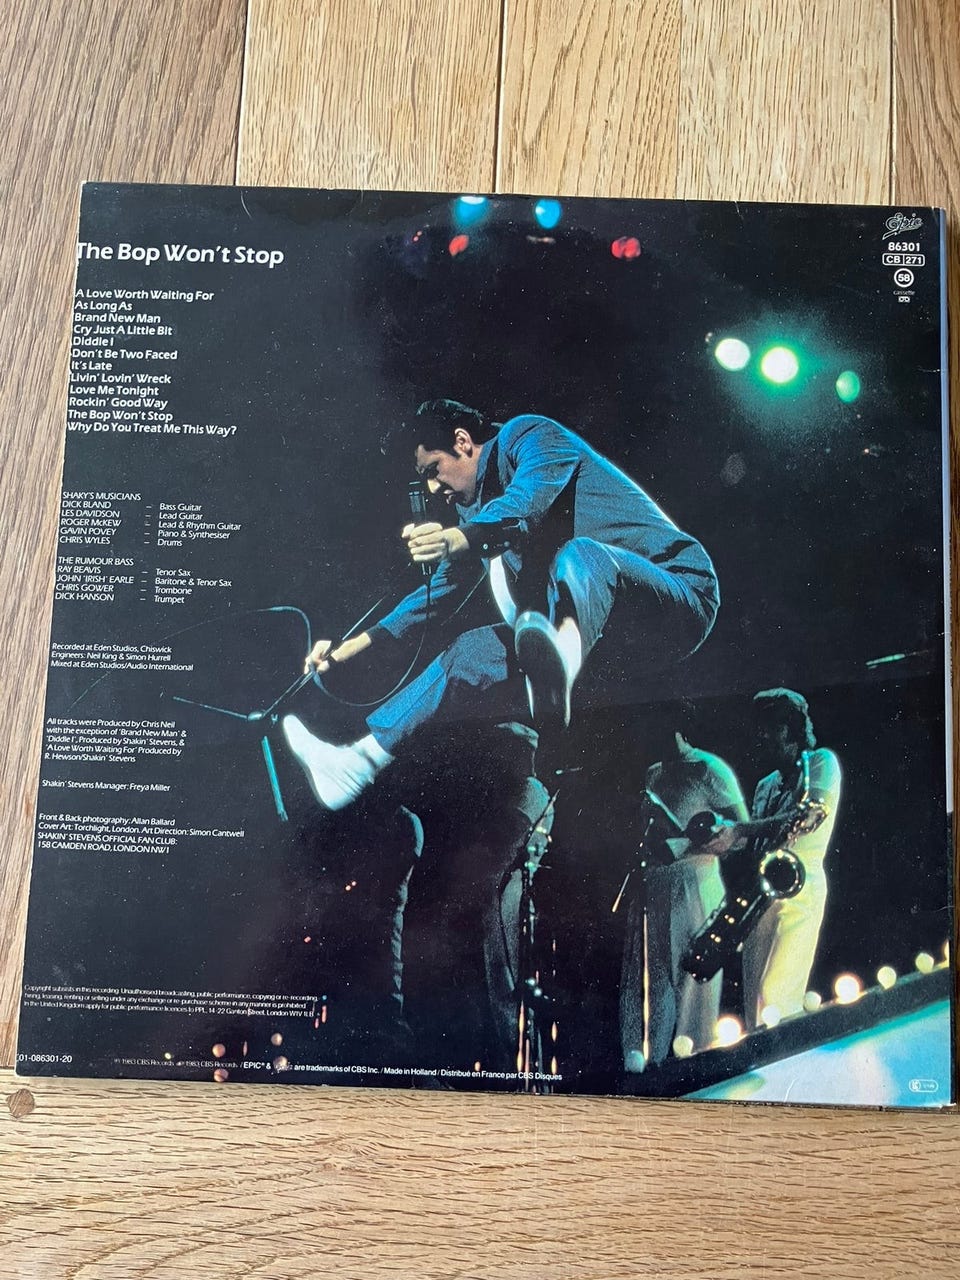 The Bop Won't Stop
A Love Worth Waiting For
As Long As
Brand New Man
Cry Just A Little Bit
Diddle I
Don't Be Two Faced
It's Late
Livin' Lovin' Wreck
Love Me Tonight
Rockin' Good Way
The Bop Won't Stop
Why Do You Treat Me This Way?
SHAKY'S MUSICIANS
DICK BLAND – Bass Guitar
LES DAVIDSON – Lead Guitar
ROGER McKEW – Lead & Rhythm Guitar
GAVIN POVEY – Piano & Synthesiser
CHRIS WYLES – Drums
THE RUMOUR BASS
RAY BEAVIS – Tenor Sax
JOHN 'IRISH' EARLE – Baritone & Tenor Sax
CHRIS GOWER – Trombone
DICK HANSON – Trumpet
Recorded at Eden Studios, Chiswick
Engineers: Neil King & Simon Hurrell
Mixed at Eden Studios/Audio International
All tracks were Produced by Chris Neil
with the exception of 'Brand New Man' &
'Diddle I', Produced by Shakin' Stevens, &
'A Love Worth Waiting For' Produced by
R. Hewson/Shakin' Stevens
Shakin' Stevens Manager: Freya Miller
Front & Back photography: Allan Ballard
Cover Art: Torchlight, London. Art Direction: Simon Cantwell
SHAKIN' STEVENS OFFICIAL FAN CLUB:
158 CAMDEN ROAD, LONDON NW1
Copyright subsists in this recording. Unauthorised broadcasting, public performance, copying or re-recording,
hiring, leasing, renting or selling under any exchange or re-purchase scheme in any manner is prohibited.
In the United Kingdom apply for public performance licences to PPL, 14-22 Ganton Street, London W1V 1LB
01-086301-20
℗ 1983 CBS Records © 1983 CBS Records / EPIC® & are trademarks of CBS Inc. / Made in Holland / Distribué en France par CBS Disques
Epic
86301
CB 271
58
cassette